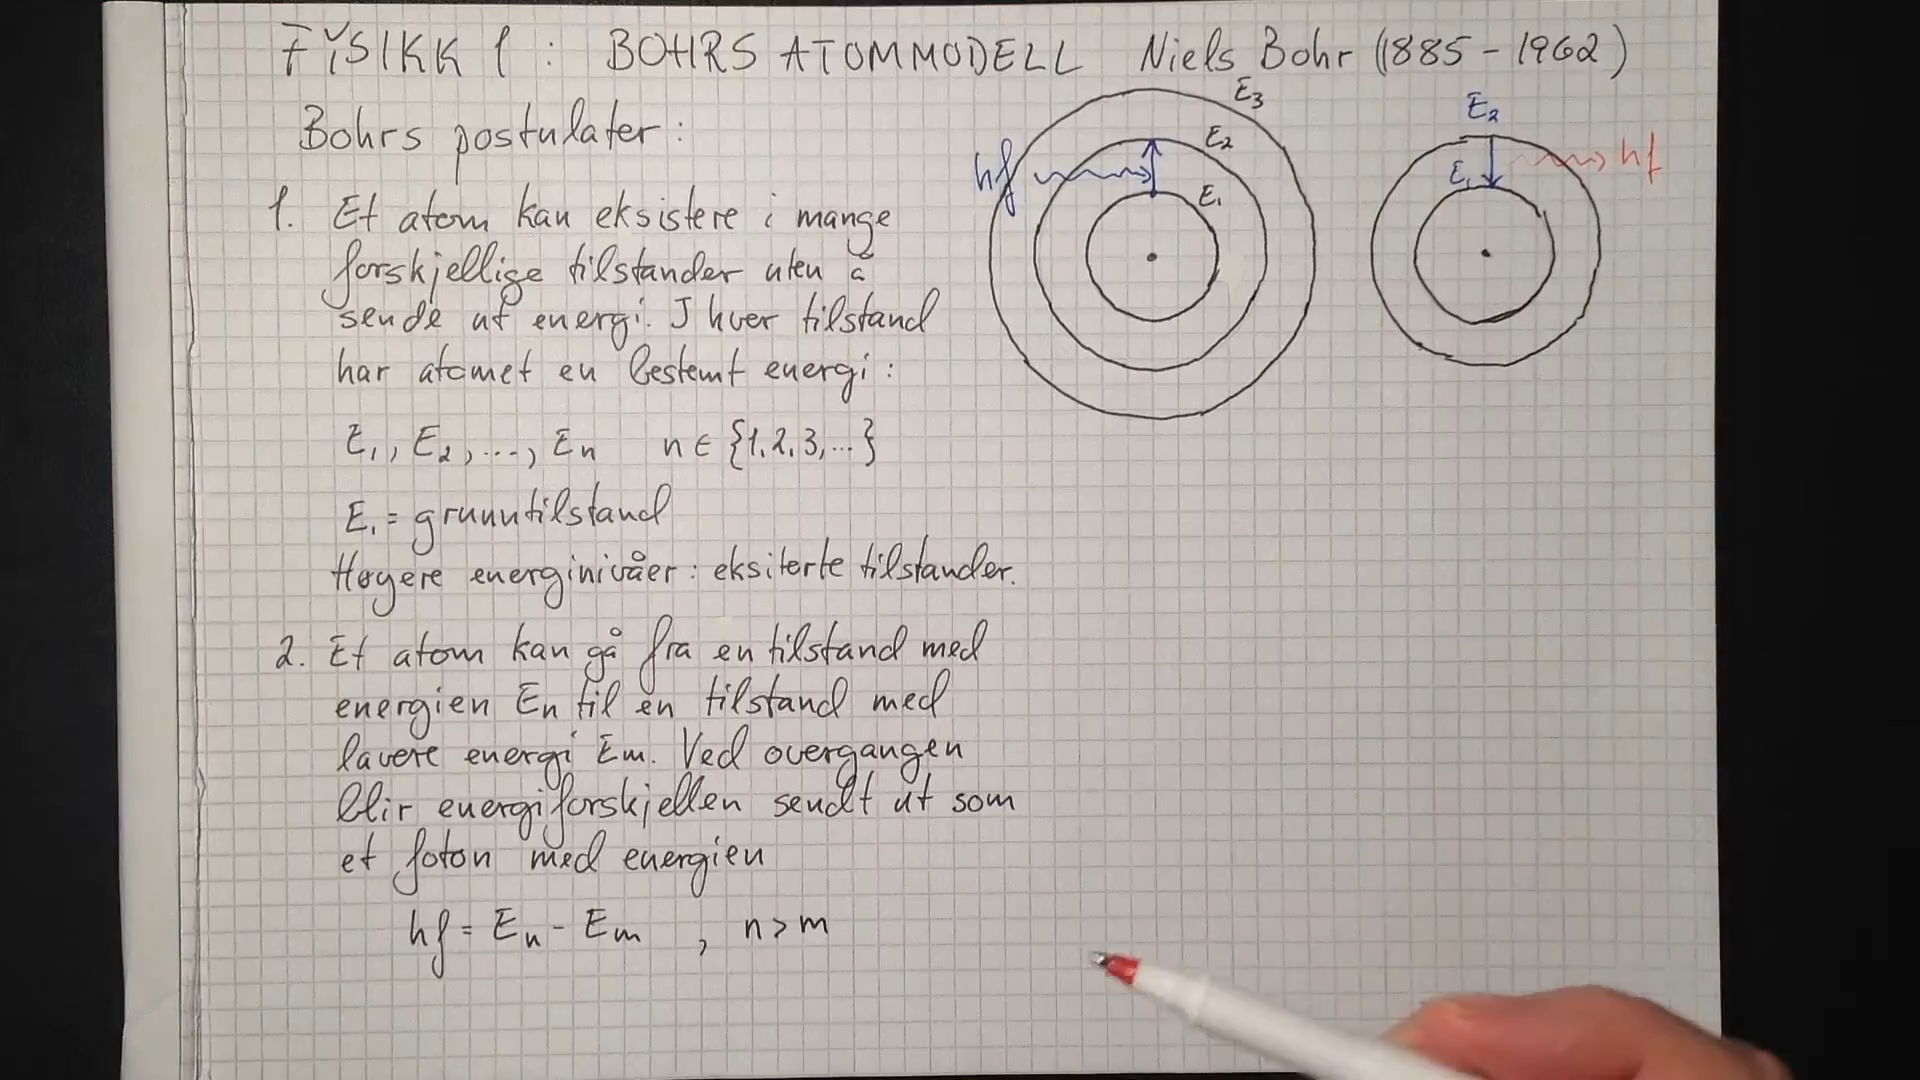 FYSIKK 1: BOHRS ATOMMODELL Niels Bohr (1885-1962)
Bohrs postulater:
1. Et atom kan eksistere i mange
forskjellige tilstander uten å
sende ut energi. I hver tilstand
har atomet en bestemt energi:
E₁, E₂, ..., En n ∈ {1,2,3,...}
E₁ = grunntilstand
Høyere energinivåer: eksiterte tilstander.
2. Et atom kan gå fra en tilstand med
energien En til en tilstand med
lavere energi Em. Ved overgangen
blir energiforskjellen sendt ut som
et foton med energien
hf = En - Em , n > m
E₃
E₂
hf
E₁
E₂
E₁
hf